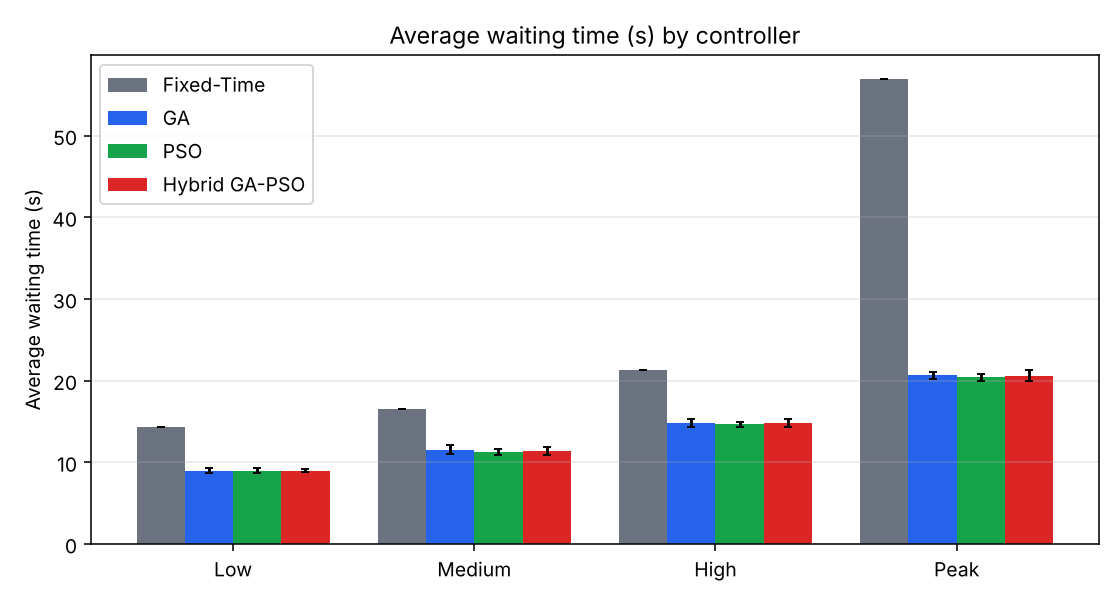 Average waiting time (s) by controller
Fixed-Time
GA
PSO
Hybrid GA-PSO
Average waiting time (s)
50
40
30
20
10
0
Low
Medium
High
Peak